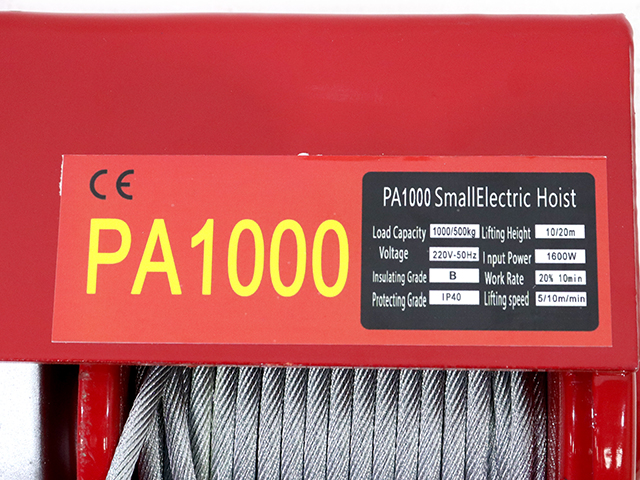 CE
PA1000
PA1000 SmallElectric Hoist
Load Capacity 1000/500kg Lifting Height 10/20m
Voltage 220V-50Hz Input Power 1600W
Insulating Grade B Work Rate 20% 10min
Protecting Grade IP40 Lifting speed 5/10m/min